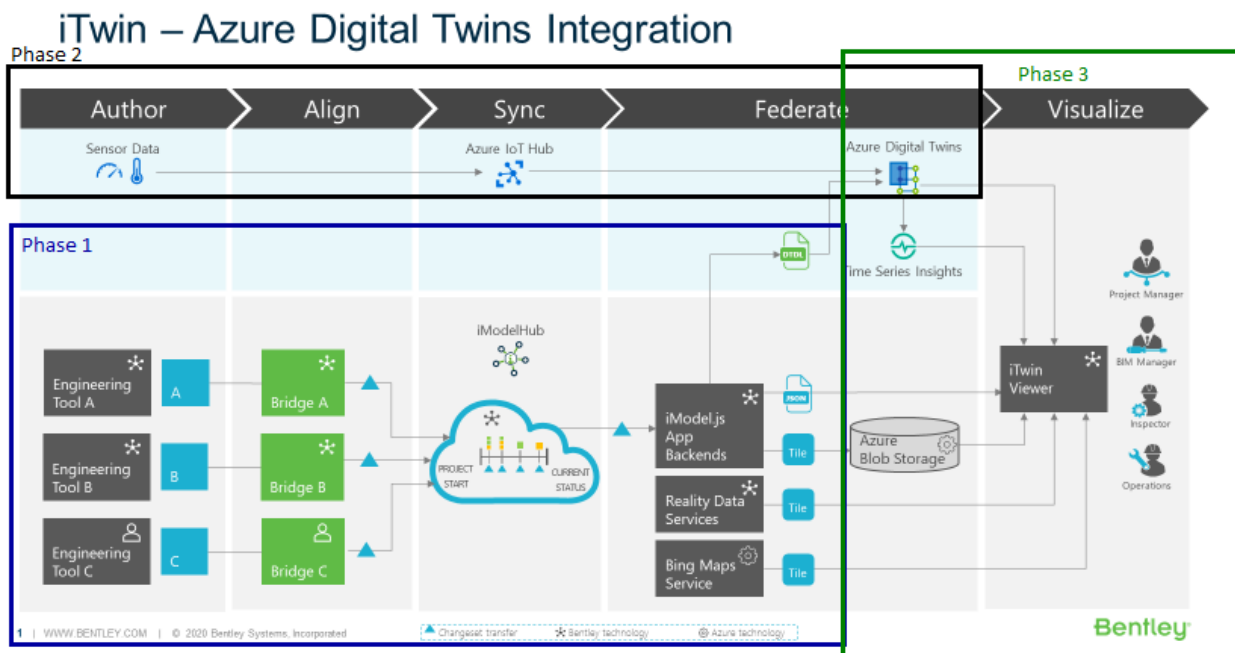 iTwin – Azure Digital Twins Integration
Phase 2
Phase 3
Author
Align
Sync
Federate
Visualize
Sensor Data
Azure IoT Hub
Azure Digital Twins
Phase 1
DTDL
Time Series Insights
Project Manager
iModelHub
Engineering
Tool A
A
Bridge A
iModel.js
App
Backends
JSON
iTwin
Viewer
BIM Manager
Engineering
Tool B
B
Bridge B
PROJECT
START
CURRENT
STATUS
Tile
Azure
Blob Storage
Inspector
Reality Data
Services
Tile
Operations
Engineering
Tool C
C
Bridge C
Bing Maps
Service
Tile
1 | WWW.BENTLEY.COM | © 2020 Bentley Systems, Incorporated
Changeset transfer
Bentley technology
Azure technology
Bentley